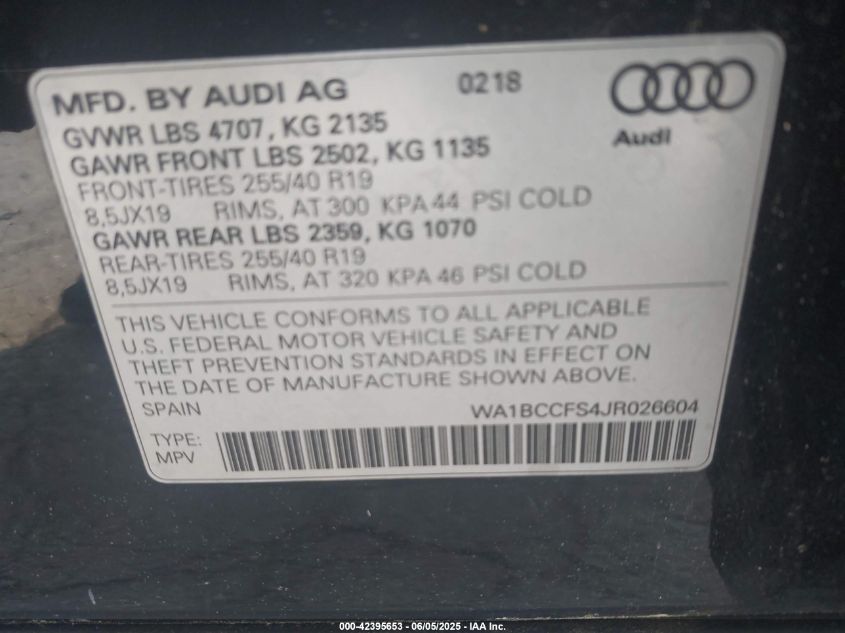 MFD. BY AUDI AG 0218
Audi
GVWR LBS 4707, KG 2135
GAWR FRONT LBS 2502, KG 1135
FRONT-TIRES 255/40 R19
8,5JX19 RIMS, AT 300 KPA 44 PSI COLD
GAWR REAR LBS 2359, KG 1070
REAR-TIRES 255/40 R19
8,5JX19 RIMS, AT 320 KPA 46 PSI COLD
THIS VEHICLE CONFORMS TO ALL APPLICABLE
U.S. FEDERAL MOTOR VEHICLE SAFETY AND
THEFT PREVENTION STANDARDS IN EFFECT ON
THE DATE OF MANUFACTURE SHOWN ABOVE.
SPAIN WA1BCCFS4JR026604
TYPE:
MPV
000-42395653 - 06/05/2025 - IAA Inc.